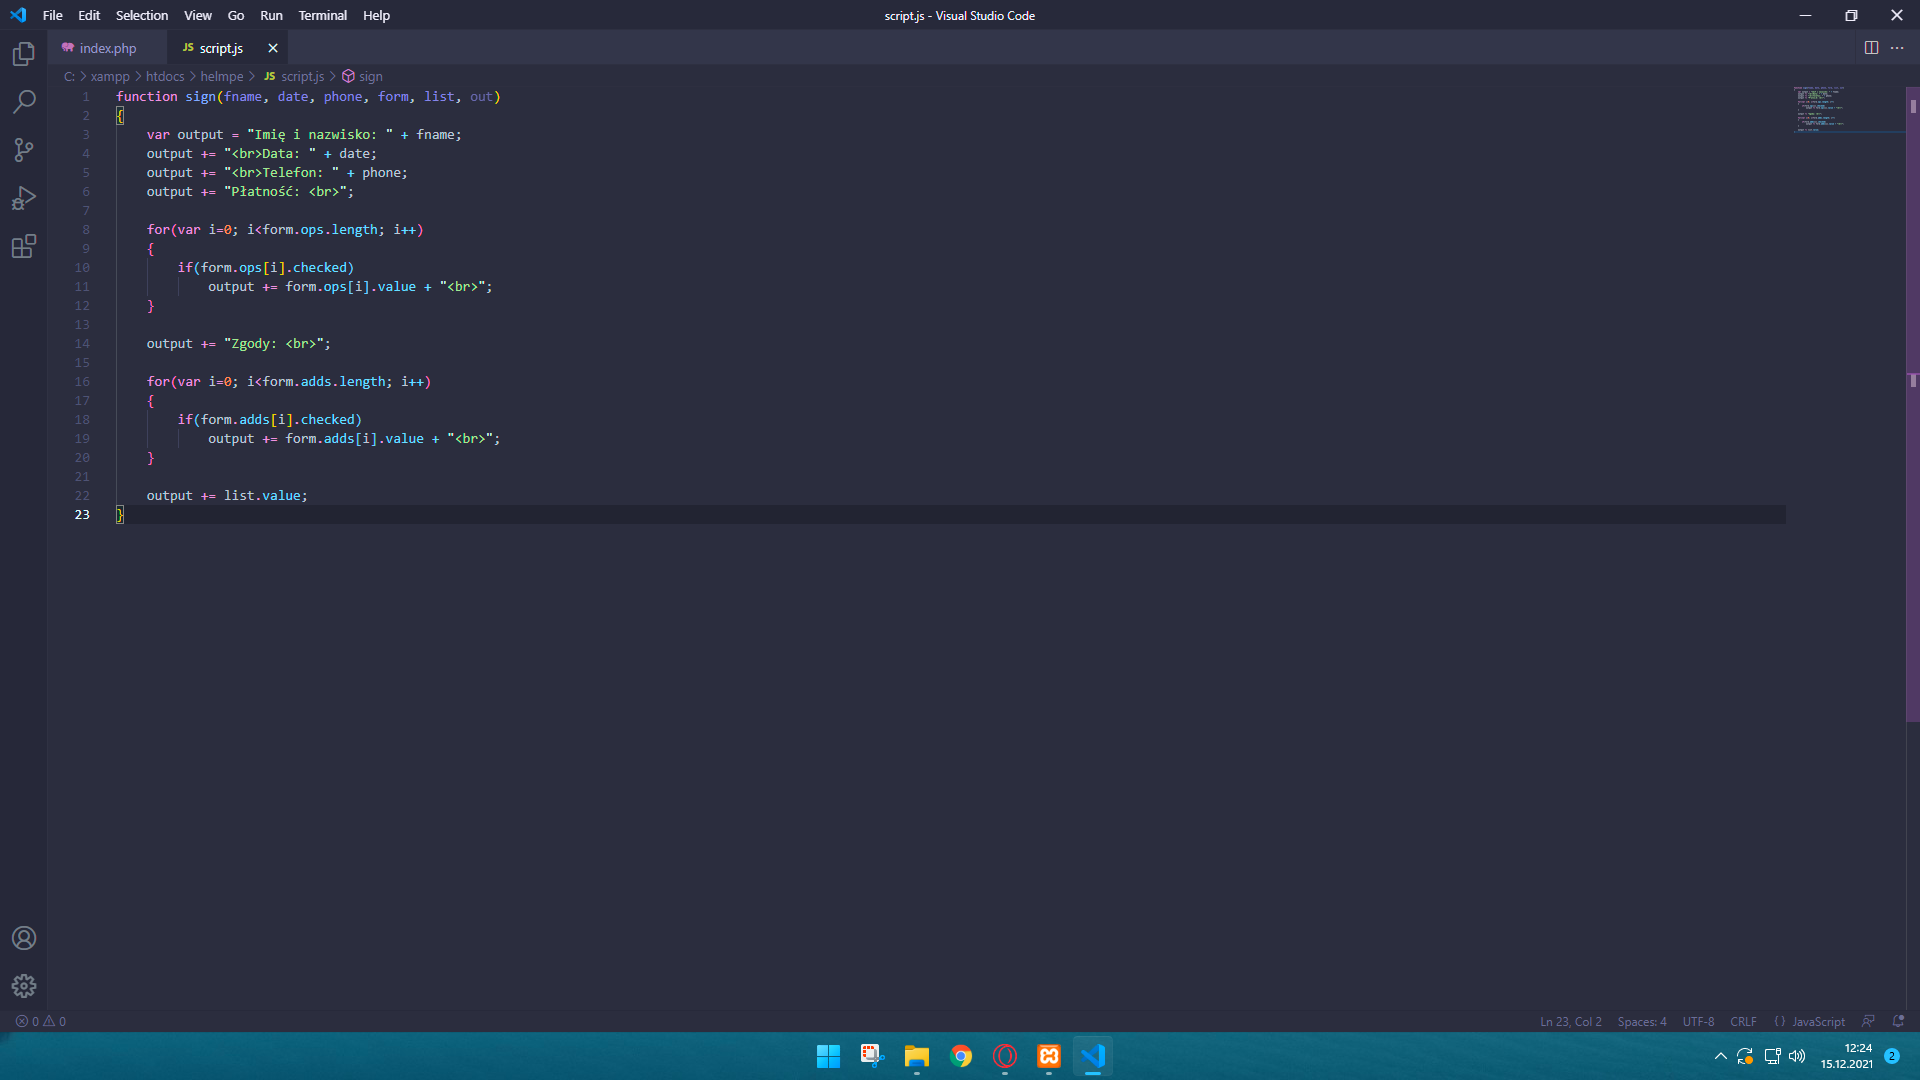 File Edit Selection View Go Run Terminal Help
script.js - Visual Studio Code
index.php
JS script.js
C: > xampp > htdocs > helmpe > JS script.js > sign
1 function sign(fname, date, phone, form, list, out)
2 {
3     var output = "Imię i nazwisko: " + fname;
4     output += "<br>Data: " + date;
5     output += "<br>Telefon: " + phone;
6     output += "Płatność: <br>";
7
8     for(var i=0; i<form.ops.length; i++)
9     {
10         if(form.ops[i].checked)
11             output += form.ops[i].value + "<br>";
12     }
13
14     output += "Zgody: <br>";
15
16     for(var i=0; i<form.adds.length; i++)
17     {
18         if(form.adds[i].checked)
19             output += form.adds[i].value + "<br>";
20     }
21
22     output += list.value;
23 }
0 0
Ln 23, Col 2 Spaces: 4 UTF-8 CRLF {} JavaScript
12:24
15.12.2021
2